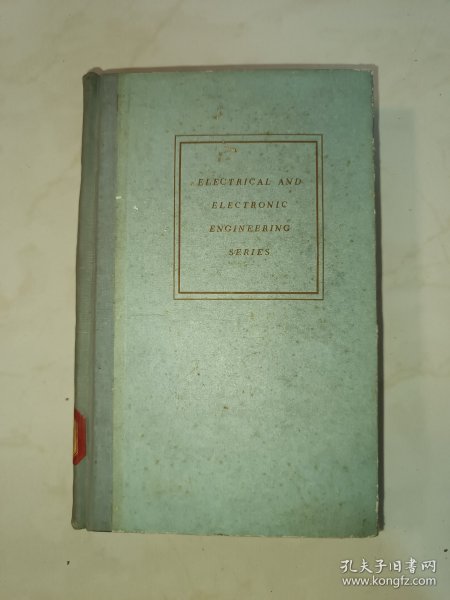 ELECTRICAL AND
ELECTRONIC
ENGINEERING
SERIES
孔夫子旧书网
www.kongfz.com